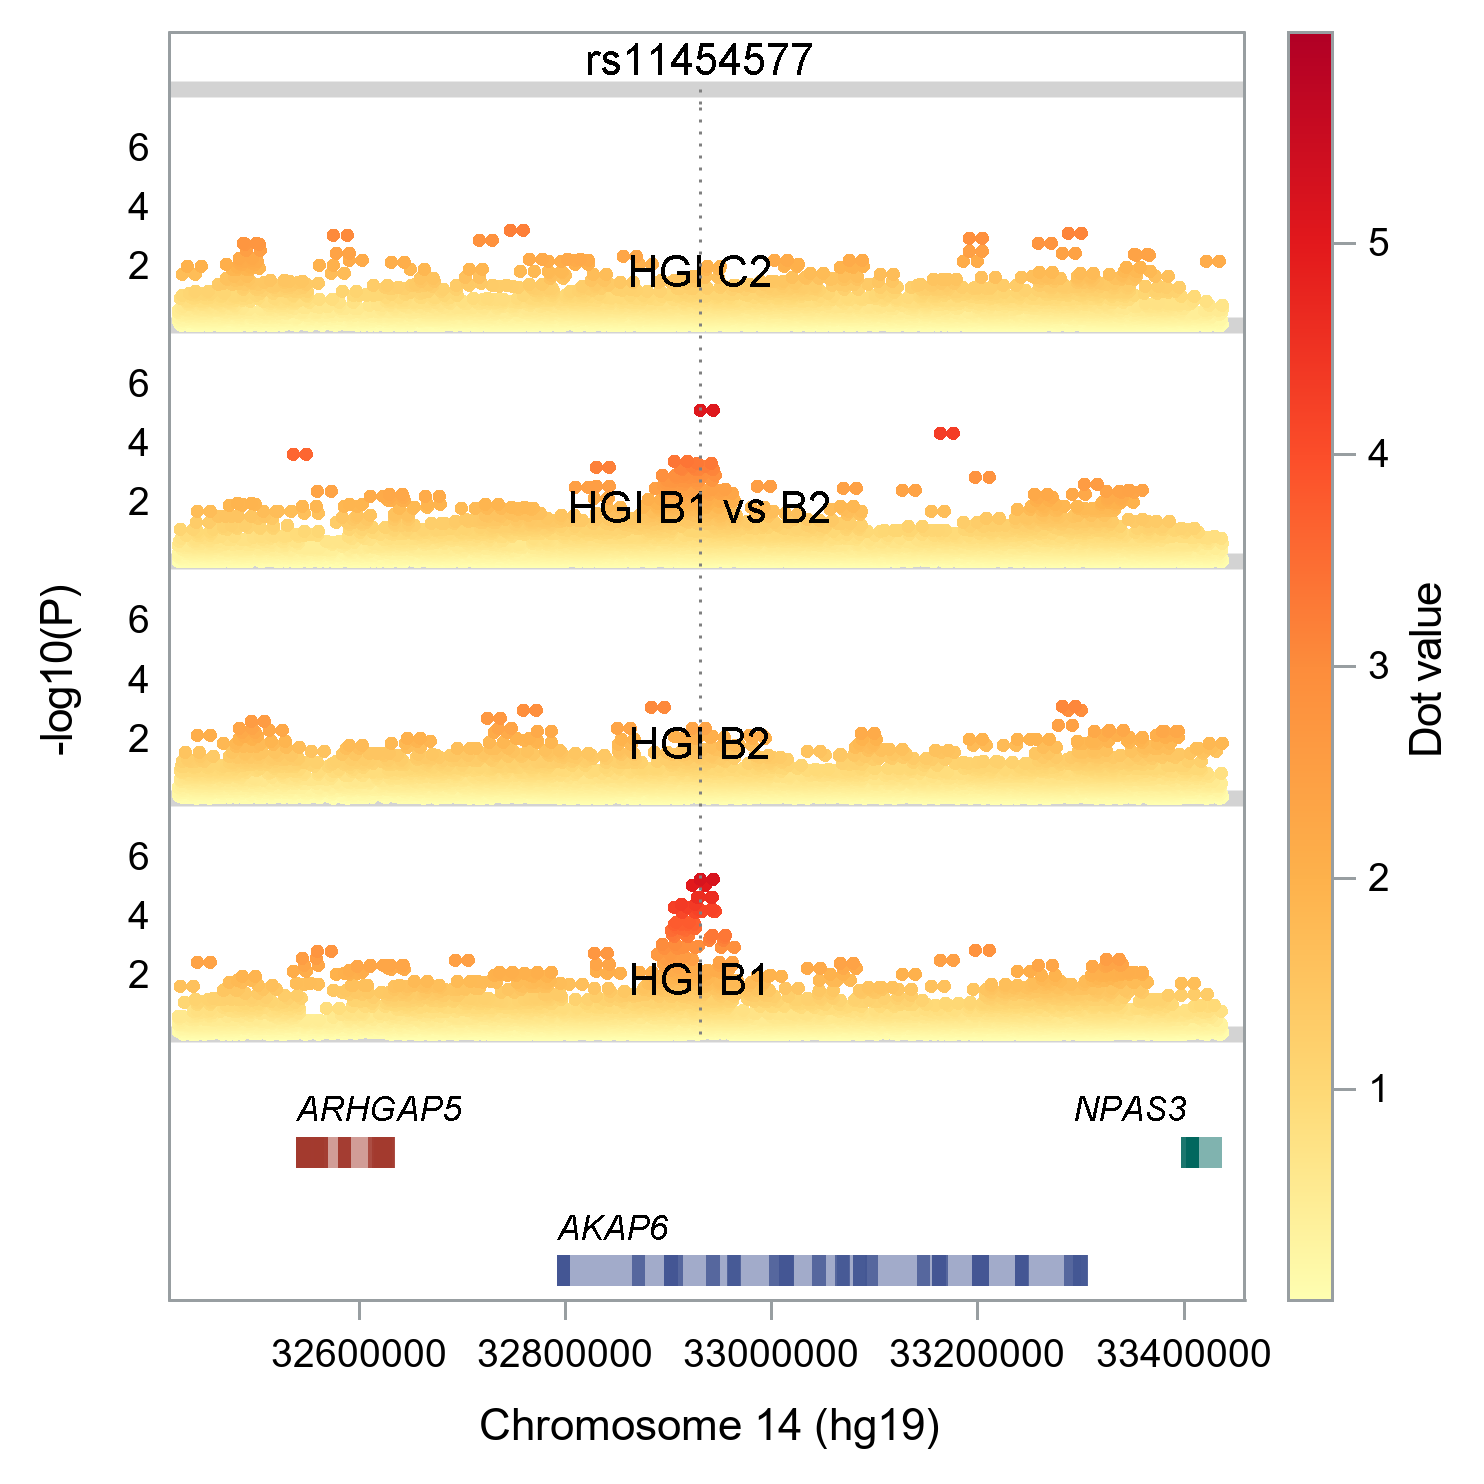 rs11454577
6
4
2
HGI C2
6
4
2
HGI B1 vs B2
6
4
2
HGI B2
6
4
2
HGI B1
-log10(P)
ARHGAP5
NPAS3
AKAP6
32600000 32800000 33000000 33200000 33400000
Chromosome 14 (hg19)
5
4
3
2
1
Dot value